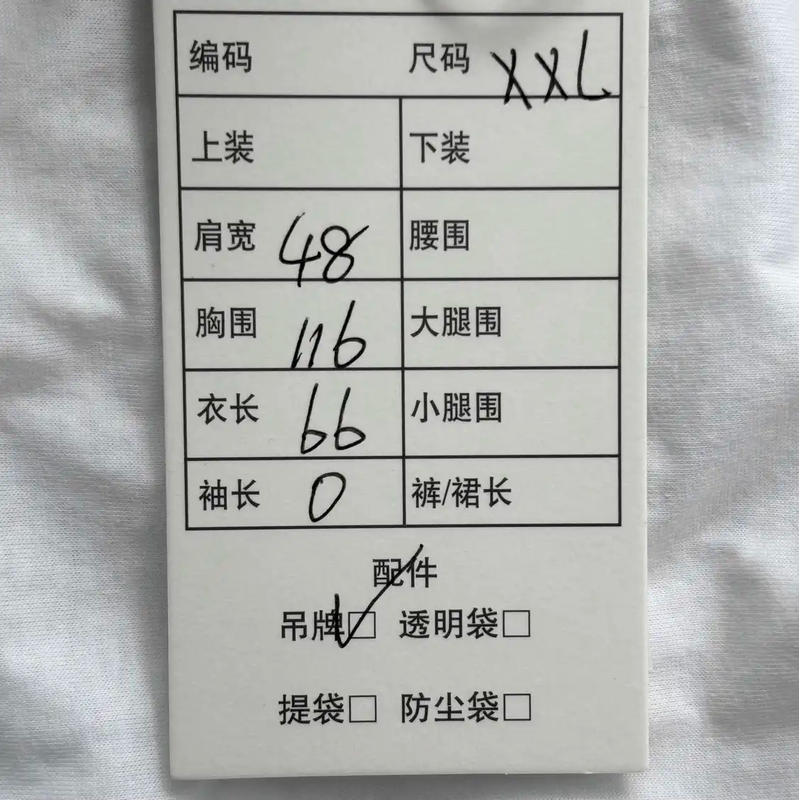 编码 尺码 XXL
上装 下装
肩宽 48 腰围
胸围 116 大腿围
衣长 66 小腿围
袖长 0 裤/裙长
配件
吊牌☑ 透明袋□
提袋□ 防尘袋□